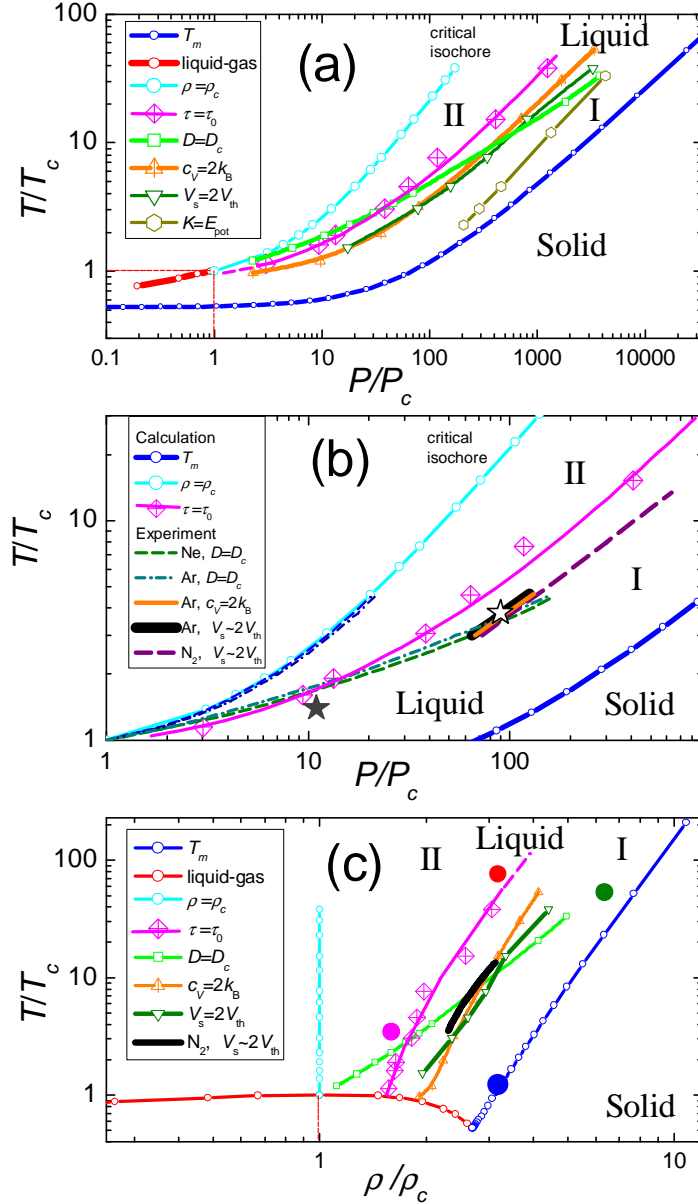 100
critical
isochore
Liquid
(a)
T_m
liquid-gas
ρ=ρ_c
τ=τ_0
D=D_c
c_V=2k_B
V_s=2V_th
K=E_pot
II
I
10
T/T_c
1
Solid
0.1 1 10 100 1000 10000
P/P_c
Calculation
T_m
ρ=ρ_c
τ=τ_0
Experiment
Ne, D=D_c
Ar, D=D_c
Ar, c_V=2k_B
Ar, V_s~2V_th
N_2, V_s~2V_th
(b)
critical
isochore
II
I
10
T/T_c
Liquid
Solid
1
1 10 100
P/P_c
T_m
liquid-gas
ρ=ρ_c
τ=τ_0
D=D_c
c_V=2k_B
V_s=2V_th
N_2, V_s~2V_th
(c)
II
Liquid
I
100
10
T/T_c
1
Solid
1 10
ρ/ρ_c